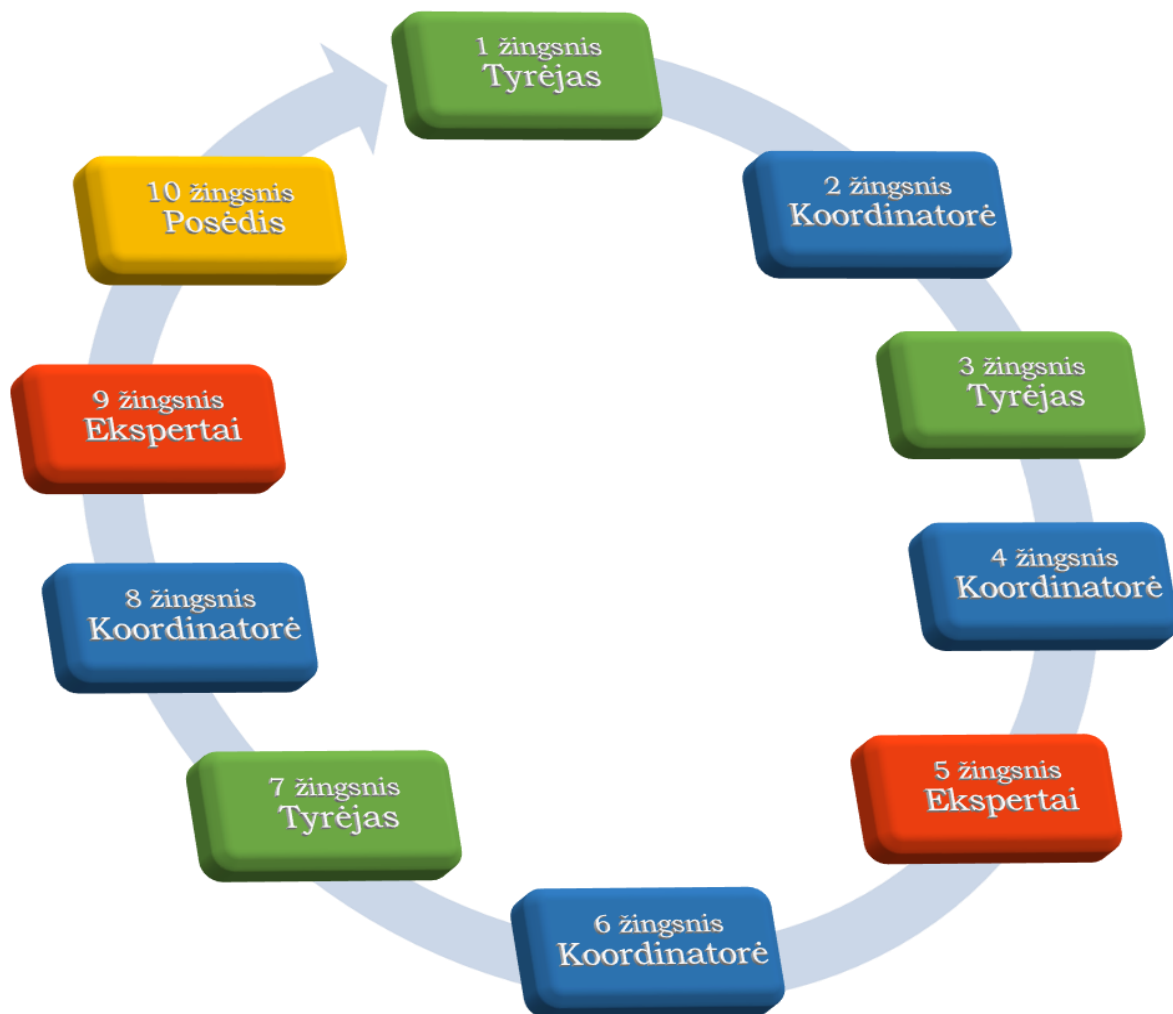 1 žingsnis
Tyrėjas
2 žingsnis
Koordinatorė
3 žingsnis
Tyrėjas
4 žingsnis
Koordinatorė
5 žingsnis
Ekspertai
6 žingsnis
Koordinatorė
7 žingsnis
Tyrėjas
8 žingsnis
Koordinatorė
9 žingsnis
Ekspertai
10 žingsnis
Posėdis